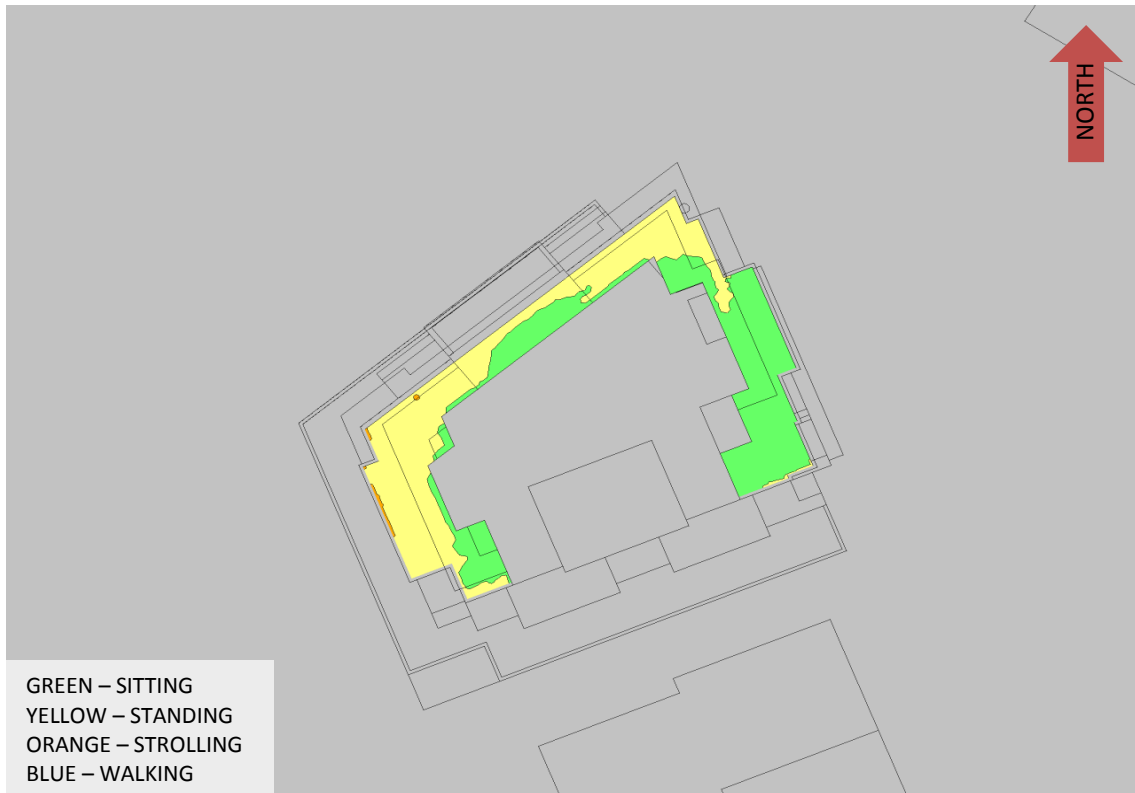 NORTH
GREEN – SITTING
YELLOW – STANDING
ORANGE – STROLLING
BLUE – WALKING